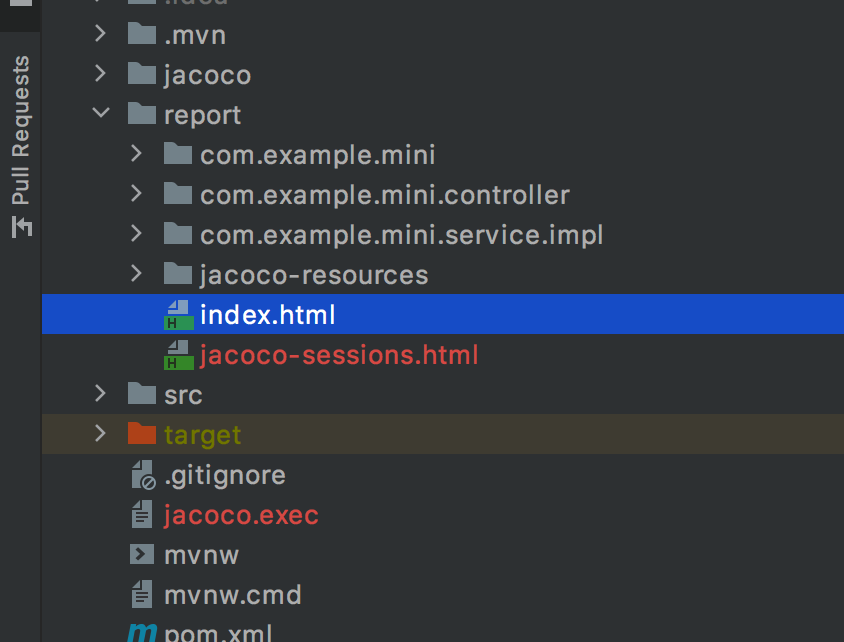 .idea
.mvn
jacoco
report
com.example.mini
com.example.mini.controller
com.example.mini.service.impl
jacoco-resources
H index.html
H jacoco-sessions.html
src
target
.gitignore
jacoco.exec
mvnw
mvnw.cmd
m pom.xml
Pull Requests